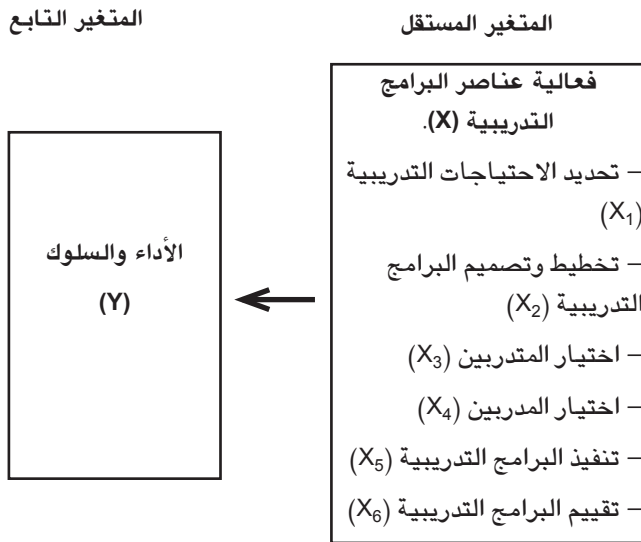 المتغير المستقل
المتغير التابع
فعالية عناصر البرامج
التدريبية (X).
– تحديد الاحتياجات التدريبية
(X₁)
– تخطيط وتصميم البرامج
التدريبية (X₂)
– اختيار المتدربين (X₃)
– اختيار المدربين (X₄)
– تنفيذ البرامج التدريبية (X₅)
– تقييم البرامج التدريبية (X₆)
الأداء والسلوك
(Y)